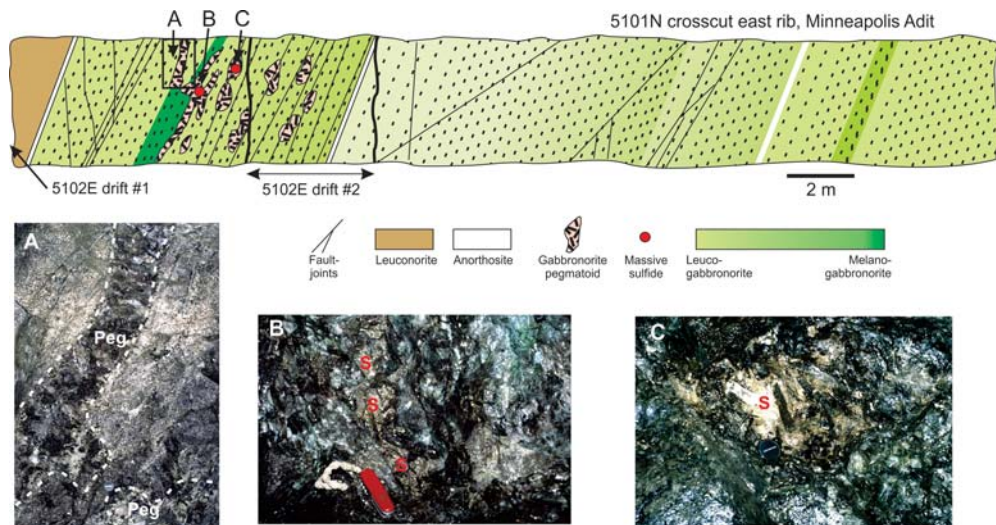 A B C
5101N crosscut east rib, Minneapolis Adit
5102E drift #1
5102E drift #2
2 m
A
Peg
Peg
Fault-
joints
Leuconorite
Anorthosite
Gabbronorite
pegmatoid
Massive
sulfide
Leuco-
gabbronorite
Melano-
gabbronorite
B
S
S
S
C
S